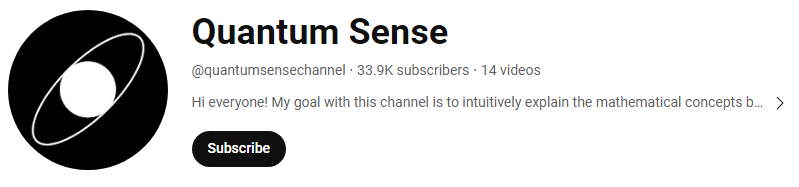 Quantum Sense
@quantumsensechannel · 33.9K subscribers · 14 videos
Hi everyone! My goal with this channel is to intuitively explain the mathematical concepts b...
Subscribe